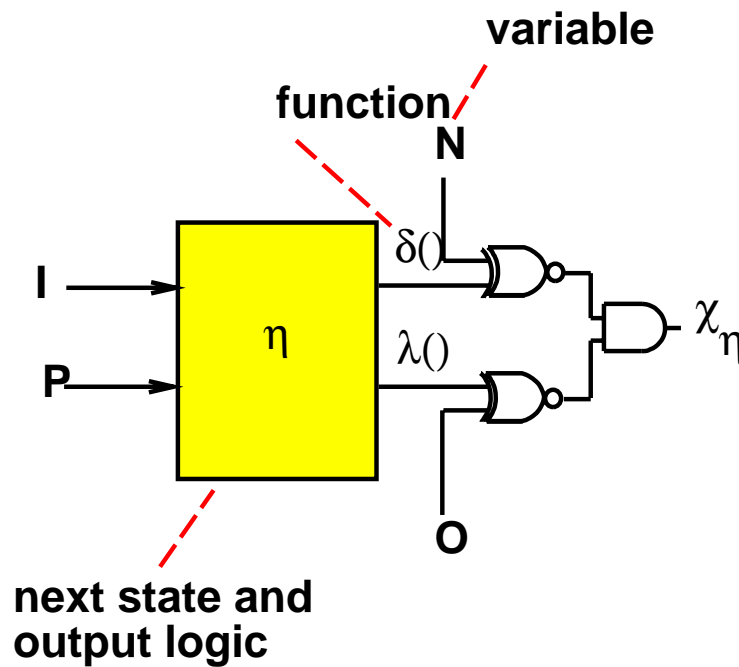 variable
function
N
δ()
I
η
χη
λ()
P
O
next state and
output logic